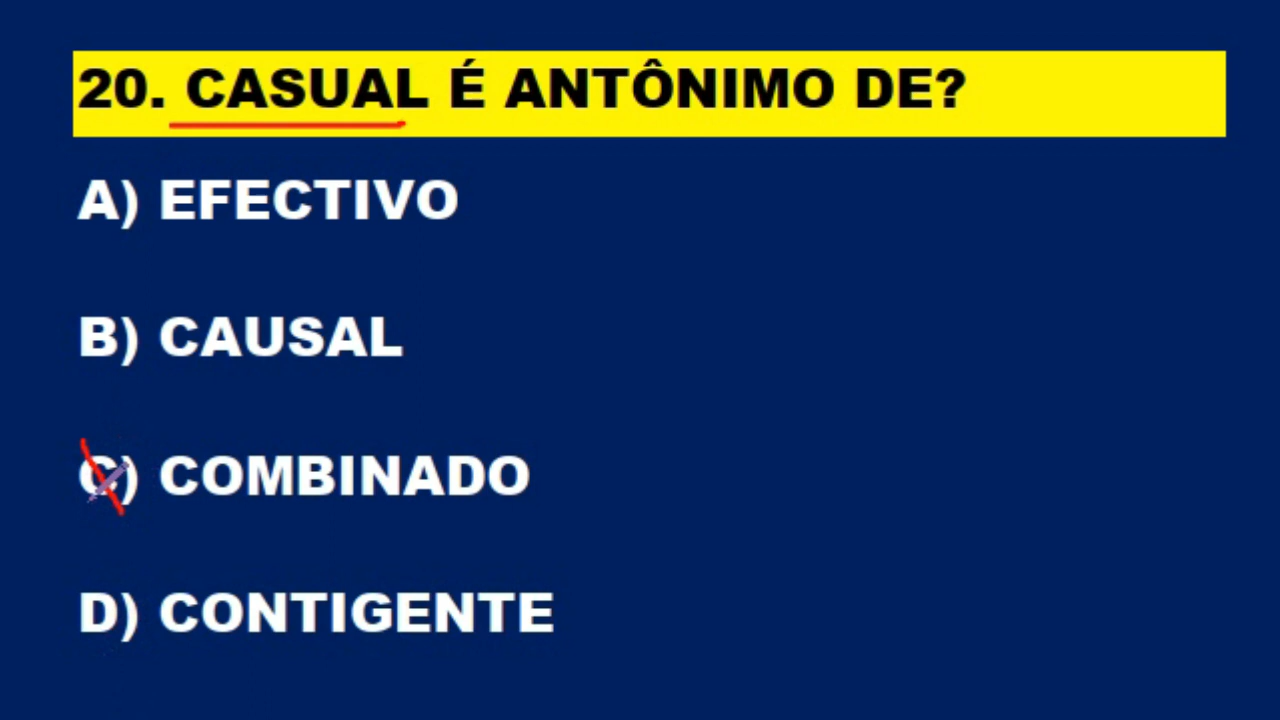 20. CASUAL É ANTÔNIMO DE?
A) EFECTIVO
B) CAUSAL
C) COMBINADO
D) CONTIGENTE